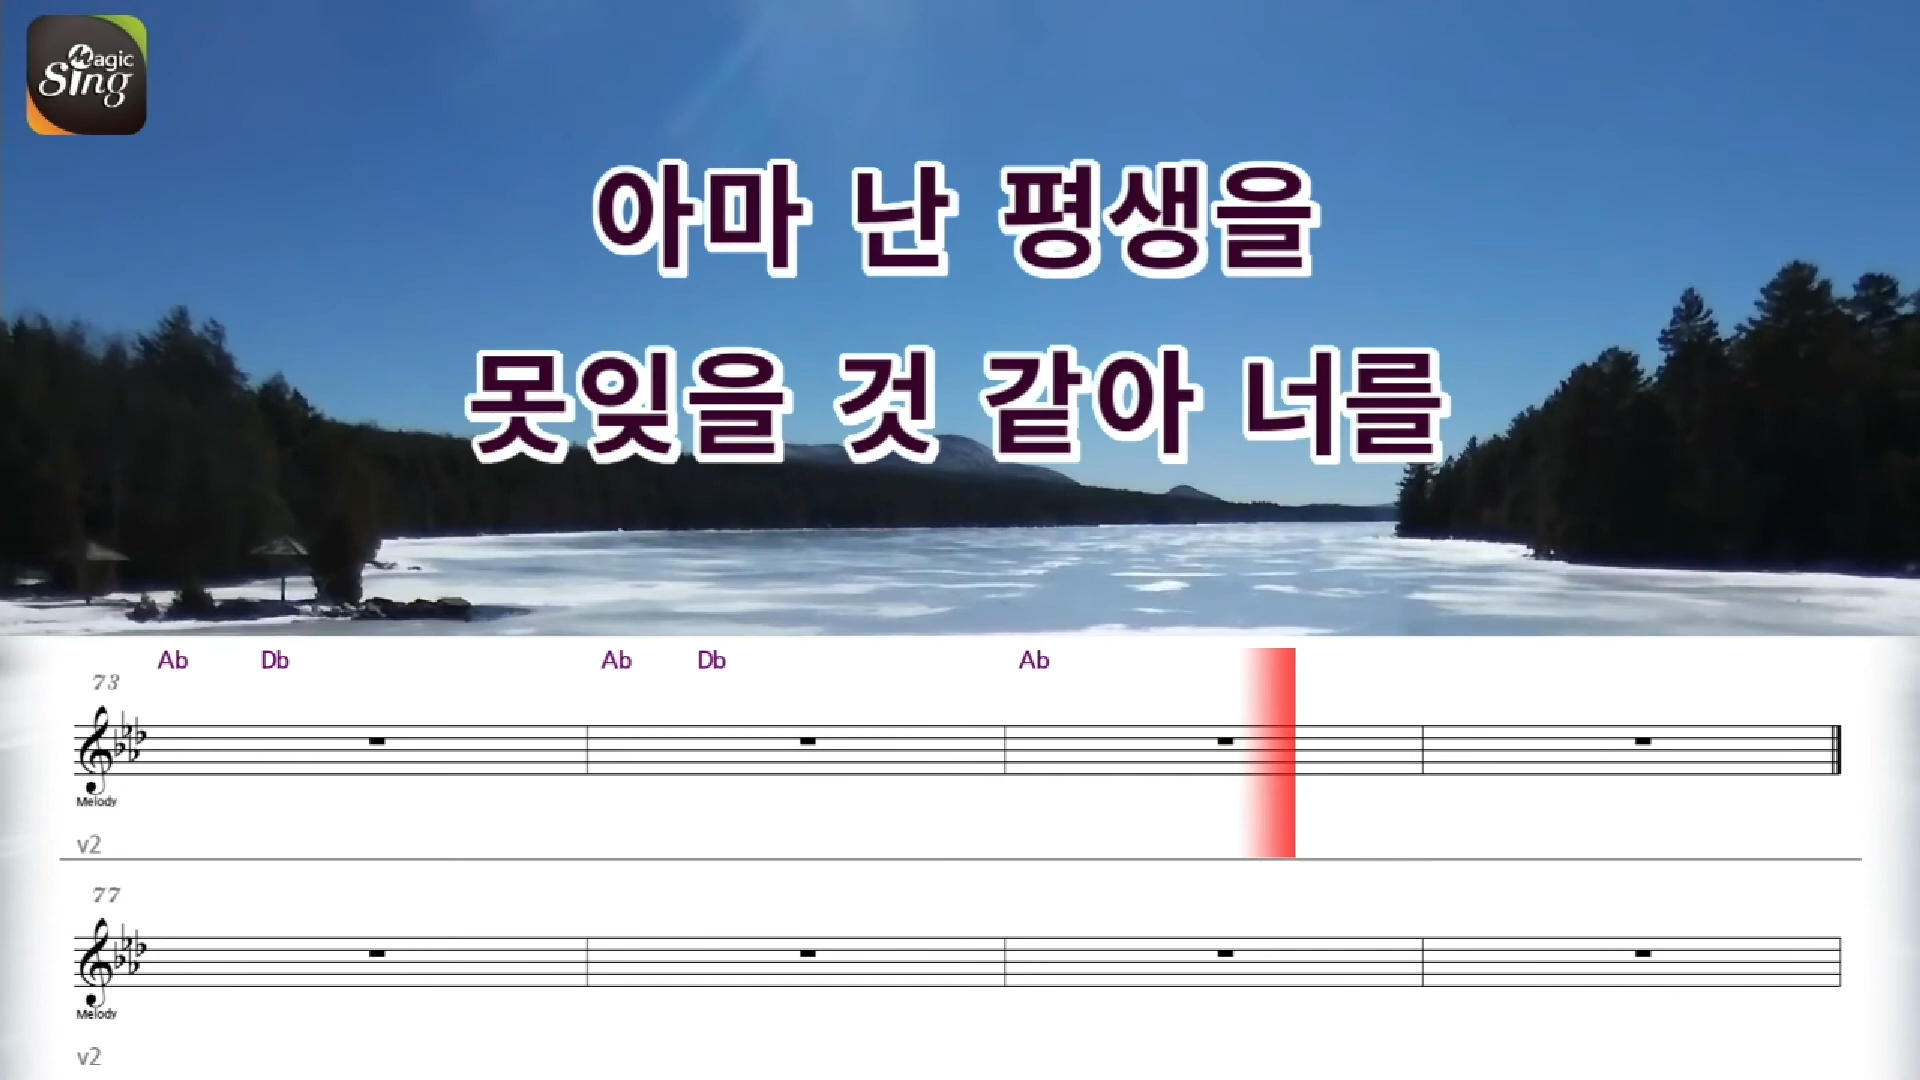 Magic
Sing
아마 난 평생을
못잊을 것 같아 너를
Ab Db Ab Db Ab
73
Melody
v2
77
Melody
v2